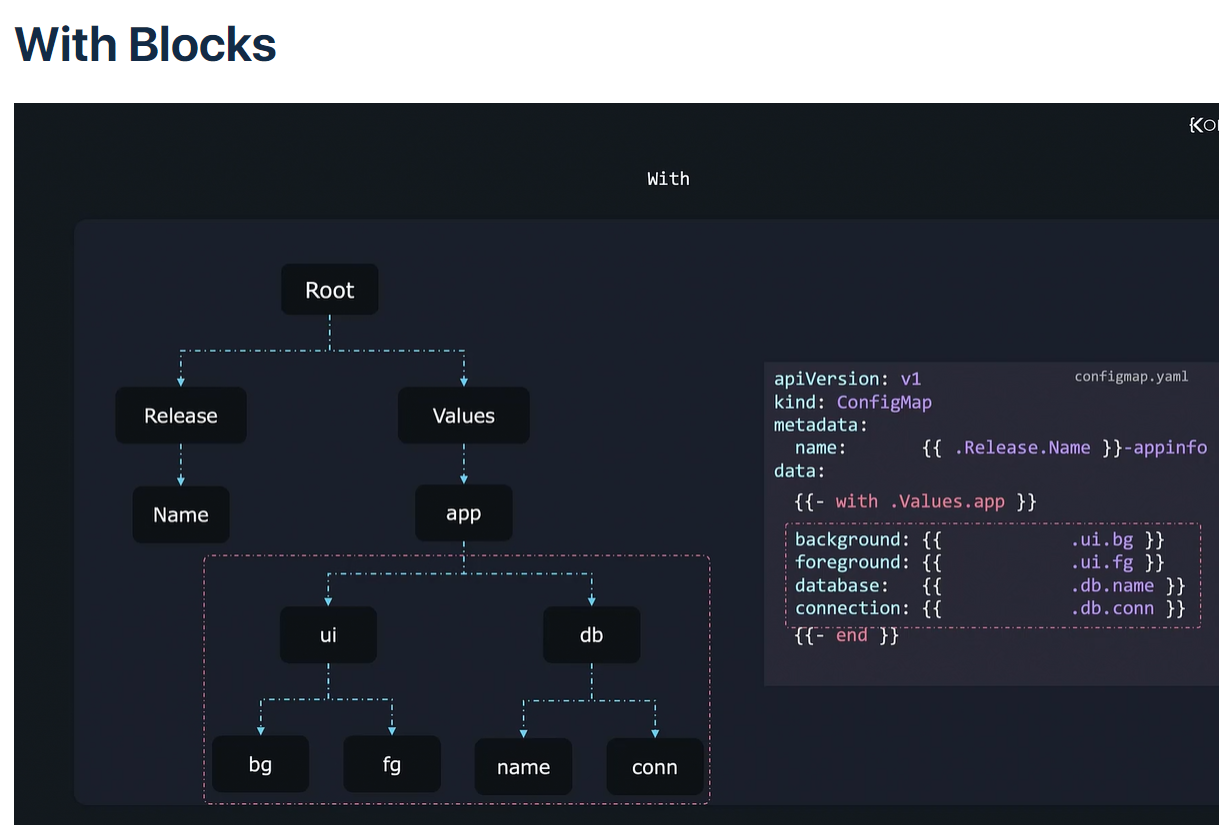 With Blocks
With
Root
Release
Values
Name
app
ui
db
bg
fg
name
conn
configmap.yaml
apiVersion: v1
kind: ConfigMap
metadata:
name: {{ .Release.Name }}-appinfo
data:
{{- with .Values.app }}
background: {{ .ui.bg }}
foreground: {{ .ui.fg }}
database: {{ .db.name }}
connection: {{ .db.conn }}
{{- end }}